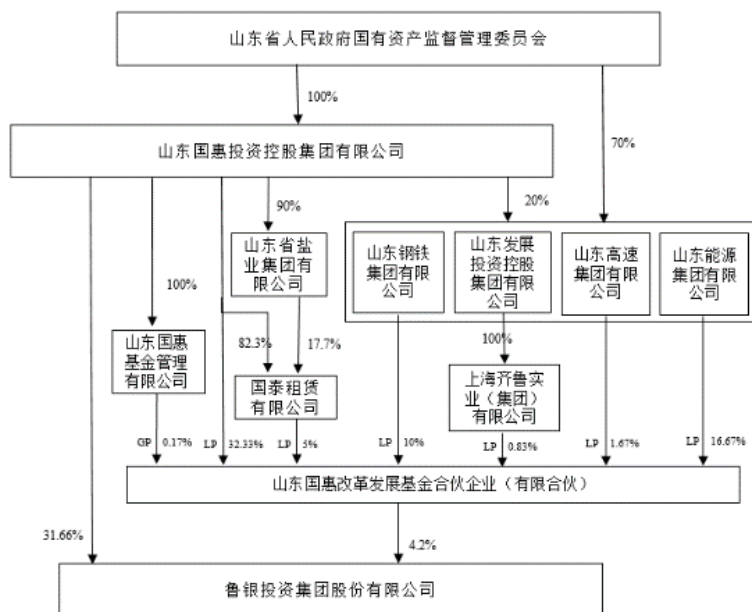 山东省人民政府国有资产监督管理委员会
100%
山东国惠投资控股集团有限公司
70%
90%
20%
山东省盐
业集团有
限公司
山东钢铁
集团有限
公司
山东发展
投资控股
集团有限
公司
山东高速
集团有限
公司
山东能源
集团有限
公司
100%
山东国惠
基金管理
有限公司
82.3%
17.7%
100%
国泰租赁
有限公司
上海齐鲁实
业（集团）
有限公司
GP 0.17%
LP 32.33%
LP 5%
LP 10%
LP 0.83%
LP 1.67%
LP 16.67%
山东国惠改革发展基金合伙企业（有限合伙）
31.66%
4.2%
鲁银投资集团股份有限公司